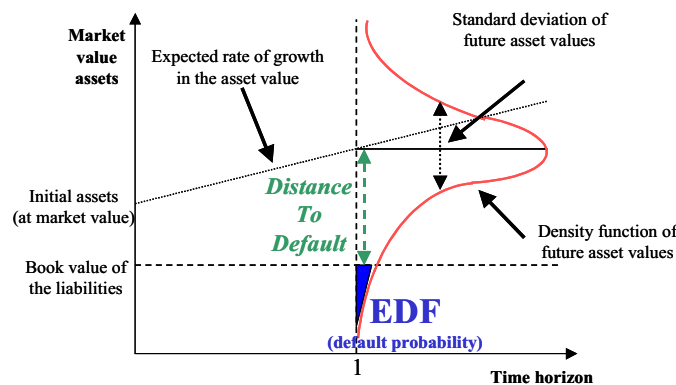 Market
value
assets
Expected rate of growth
in the asset value
Standard deviation of
future asset values
Initial assets
(at market value)
Distance
To
Default
Density function of
future asset values
Book value of
the liabilities
EDF
(default probability)
1
Time horizon